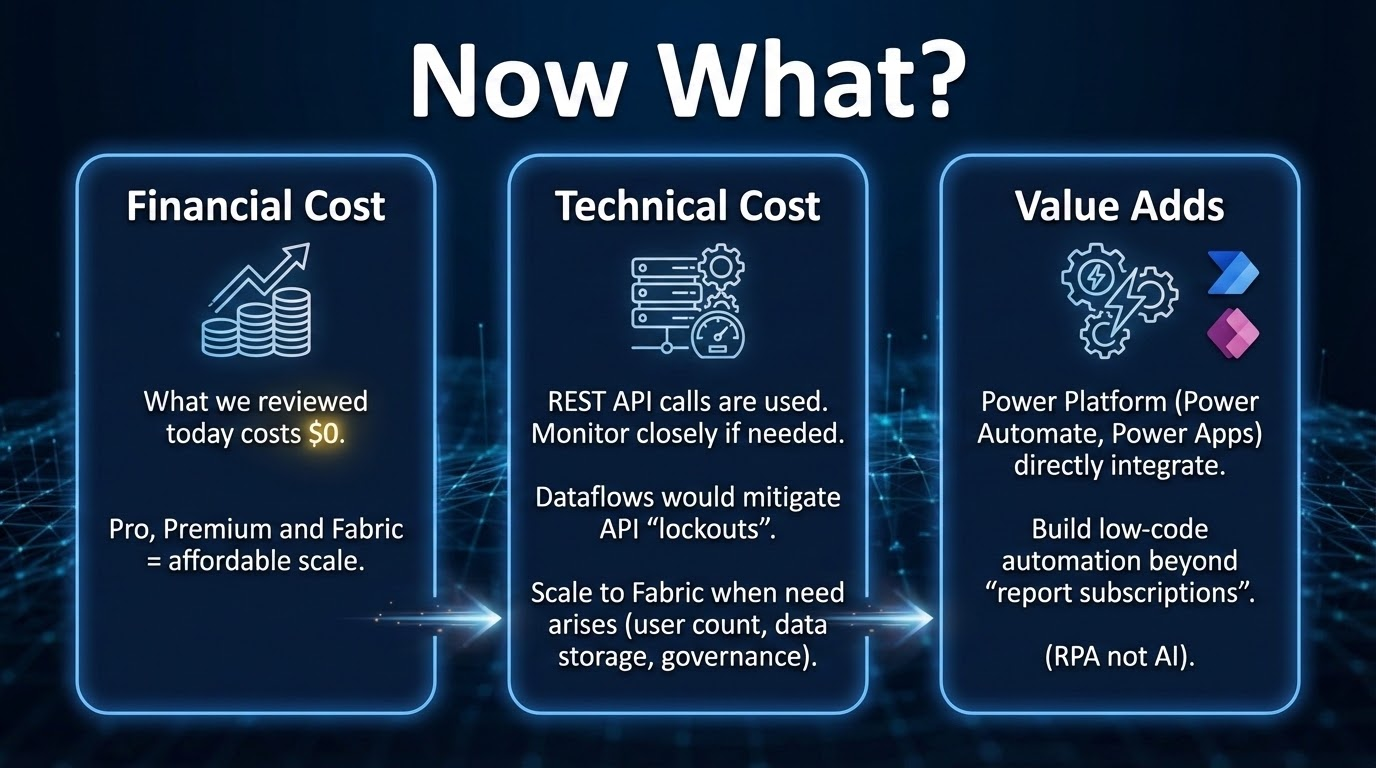 Now What?
Financial Cost
What we reviewed
today costs $0.
Pro, Premium and Fabric
= affordable scale.
Technical Cost
REST API calls are used.
Monitor closely if needed.
Dataflows would mitigate
API “lockouts”.
Scale to Fabric when need
arises (user count, data
storage, governance).
Value Adds
Power Platform (Power
Automate, Power Apps)
directly integrate.
Build low-code
automation beyond
“report subscriptions”.
(RPA not AI).